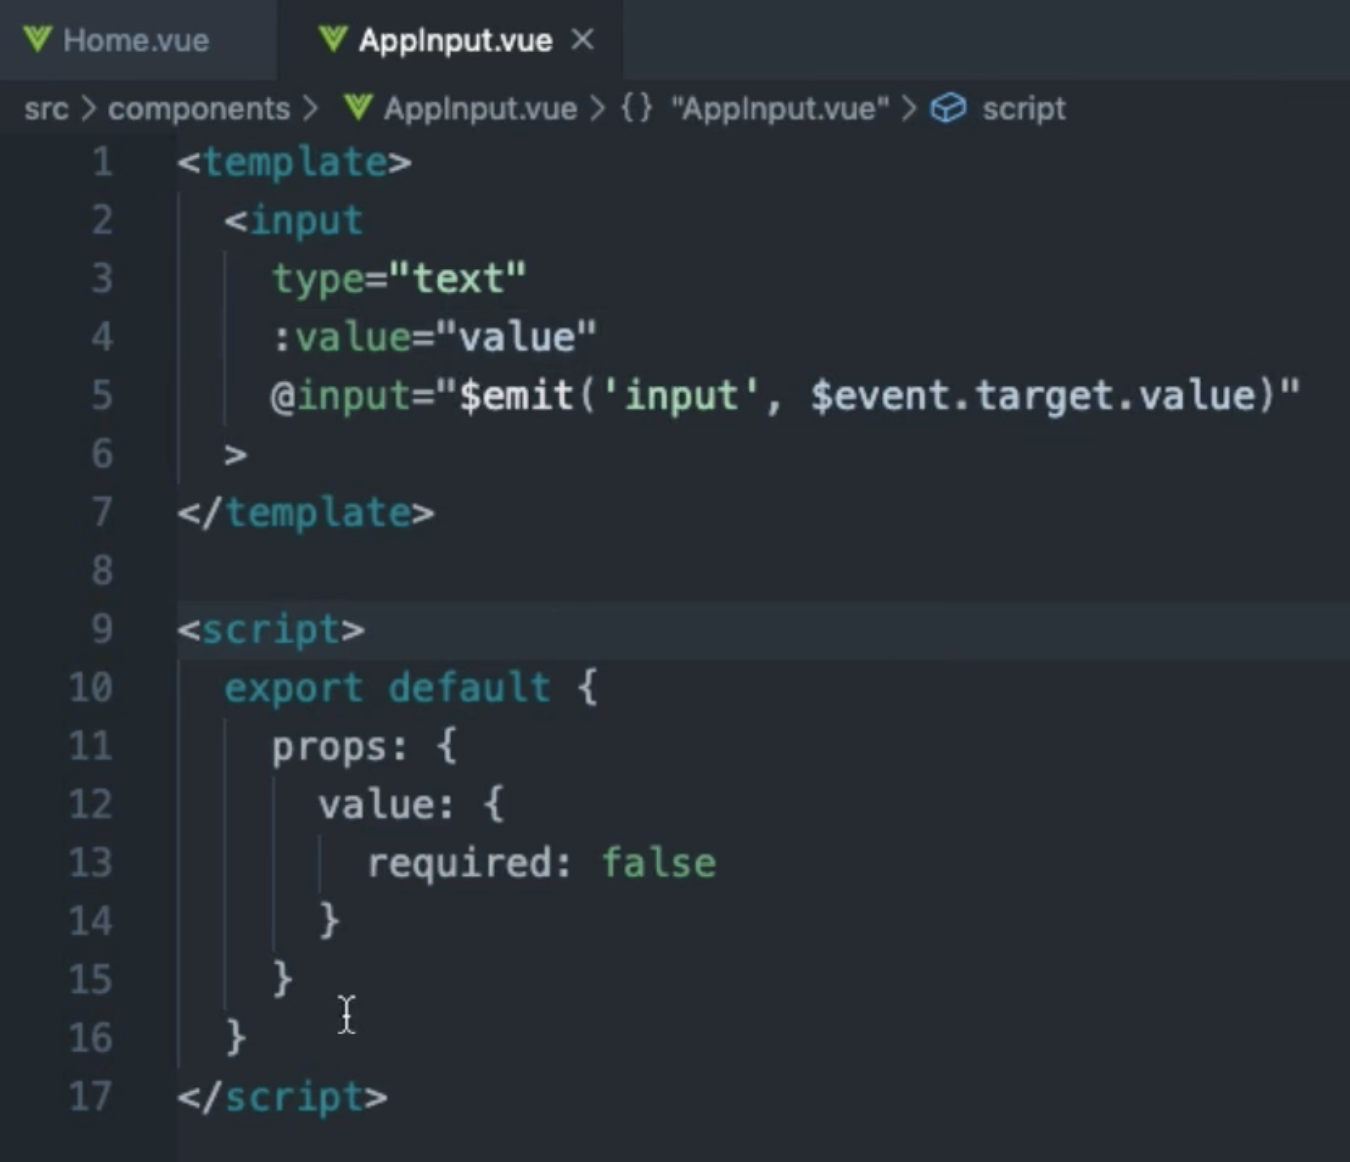 Home.vue AppInput.vue ×
src > components > AppInput.vue > {} "AppInput.vue" > script
1 <template>
2   <input
3     type="text"
4     :value="value"
5     @input="$emit('input', $event.target.value)"
6   >
7 </template>
8
9 <script>
10   export default {
11     props: {
12       value: {
13         required: false
14       }
15     }
16   }
17 </script>